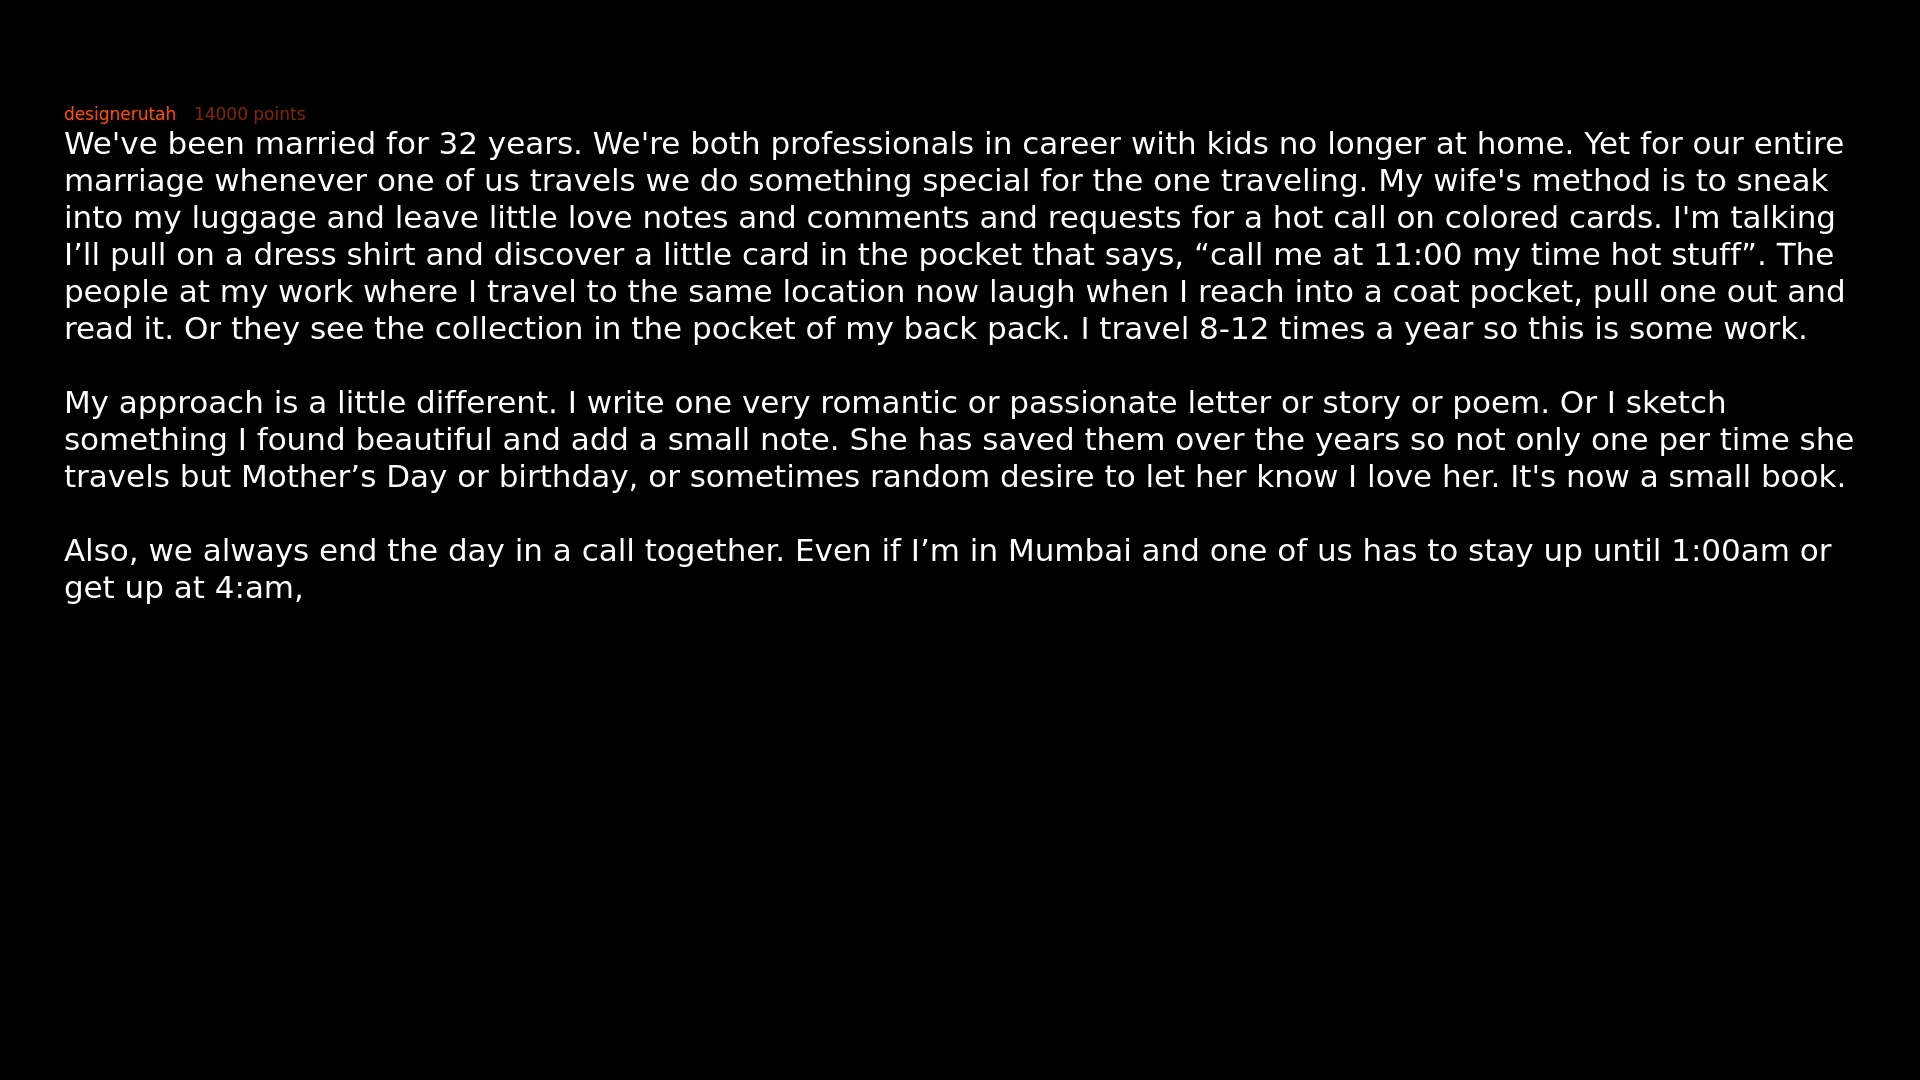 designerutah 14000 points
We've been married for 32 years. We're both professionals in career with kids no longer at home. Yet for our entire
marriage whenever one of us travels we do something special for the one traveling. My wife's method is to sneak
into my luggage and leave little love notes and comments and requests for a hot call on colored cards. I'm talking
I’ll pull on a dress shirt and discover a little card in the pocket that says, “call me at 11:00 my time hot stuff”. The
people at my work where I travel to the same location now laugh when I reach into a coat pocket, pull one out and
read it. Or they see the collection in the pocket of my back pack. I travel 8-12 times a year so this is some work.
My approach is a little different. I write one very romantic or passionate letter or story or poem. Or I sketch
something I found beautiful and add a small note. She has saved them over the years so not only one per time she
travels but Mother’s Day or birthday, or sometimes random desire to let her know I love her. It's now a small book.
Also, we always end the day in a call together. Even if I’m in Mumbai and one of us has to stay up until 1:00am or
get up at 4:am,